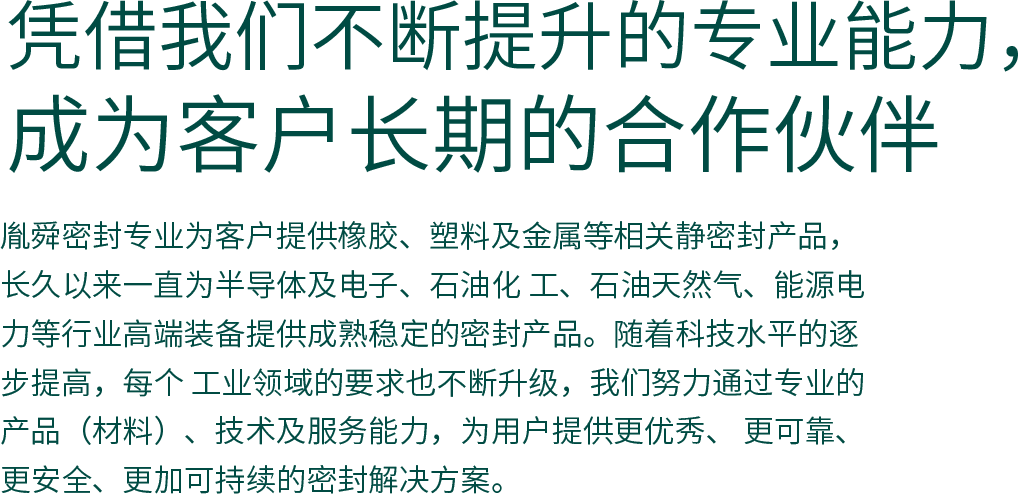 凭借我们不断提升的专业能力，
成为客户长期的合作伙伴
胤舜密封专业为客户提供橡胶、塑料及金属等相关静密封产品，
长久以来一直为半导体及电子、石油化 工、石油天然气、能源电
力等行业高端装备提供成熟稳定的密封产品。随着科技水平的逐
步提高，每个 工业领域的要求也不断升级，我们努力通过专业的
产品（材料）、技术及服务能力，为用户提供更优秀、 更可靠、
更安全、更加可持续的密封解决方案。